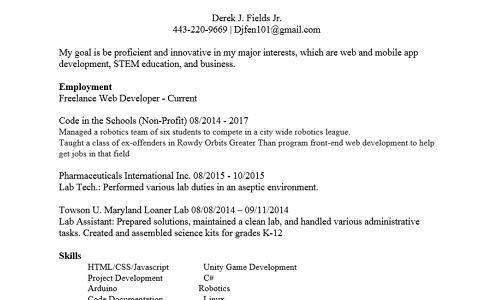 Derek J. Fields Jr.
443-220-9669 | Djfen101@gmail.com
My goal is be proficient and innovative in my major interests, which are web and mobile app
development, STEM education, and business.
Employment
Freelance Web Developer - Current
Code in the Schools (Non-Profit) 08/2014 - 2017
Managed a robotics team of six students to compete in a city wide robotics league.
Taught a class of ex-offenders in Rowdy Orbits Greater Than program front-end web development to help
get jobs in that field
Pharmaceuticals International Inc. 08/2015 - 10/2015
Lab Tech.: Performed various lab duties in an aseptic environment.
Towson U. Maryland Loaner Lab 08/08/2014 – 09/11/2014
Lab Assistant: Prepared solutions, maintained a clean lab, and handled various administrative
tasks. Created and assembled science kits for grades K-12
Skills
HTML/CSS/Javascript Unity Game Development
Project Development C#
Arduino Robotics
Code Documentation Linux